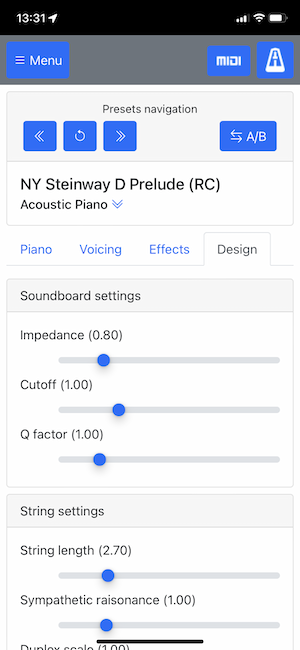 13:31
☰ Menu
MIDI
Presets navigation
A/B
NY Steinway D Prelude (RC)
Acoustic Piano
Piano Voicing Effects Design
Soundboard settings
Impedance (0.80)
Cutoff (1.00)
Q factor (1.00)
String settings
String length (2.70)
Sympathetic raisonance (1.00)
Duplex scale (1.00)